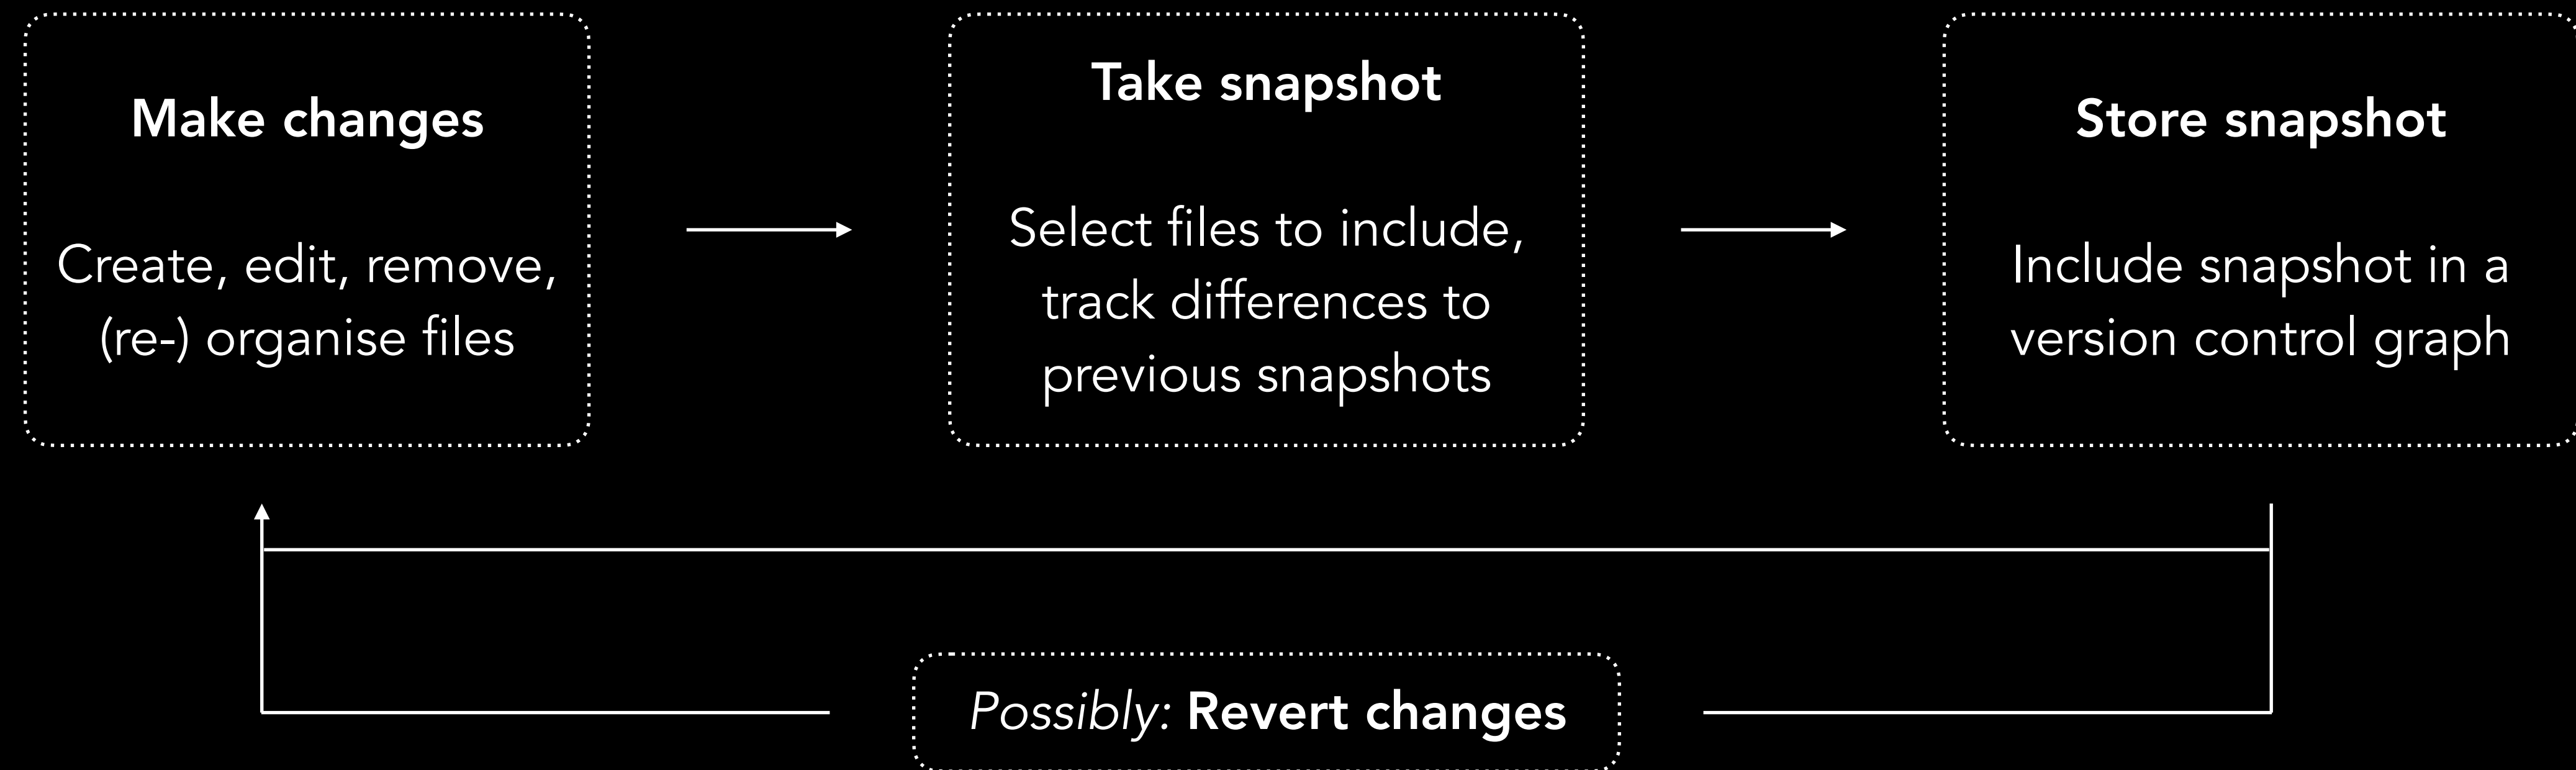 Make changes
Create, edit, remove,
(re-) organise files
Take snapshot
Select files to include,
track differences to
previous snapshots
Store snapshot
Include snapshot in a
version control graph
Possibly: Revert changes